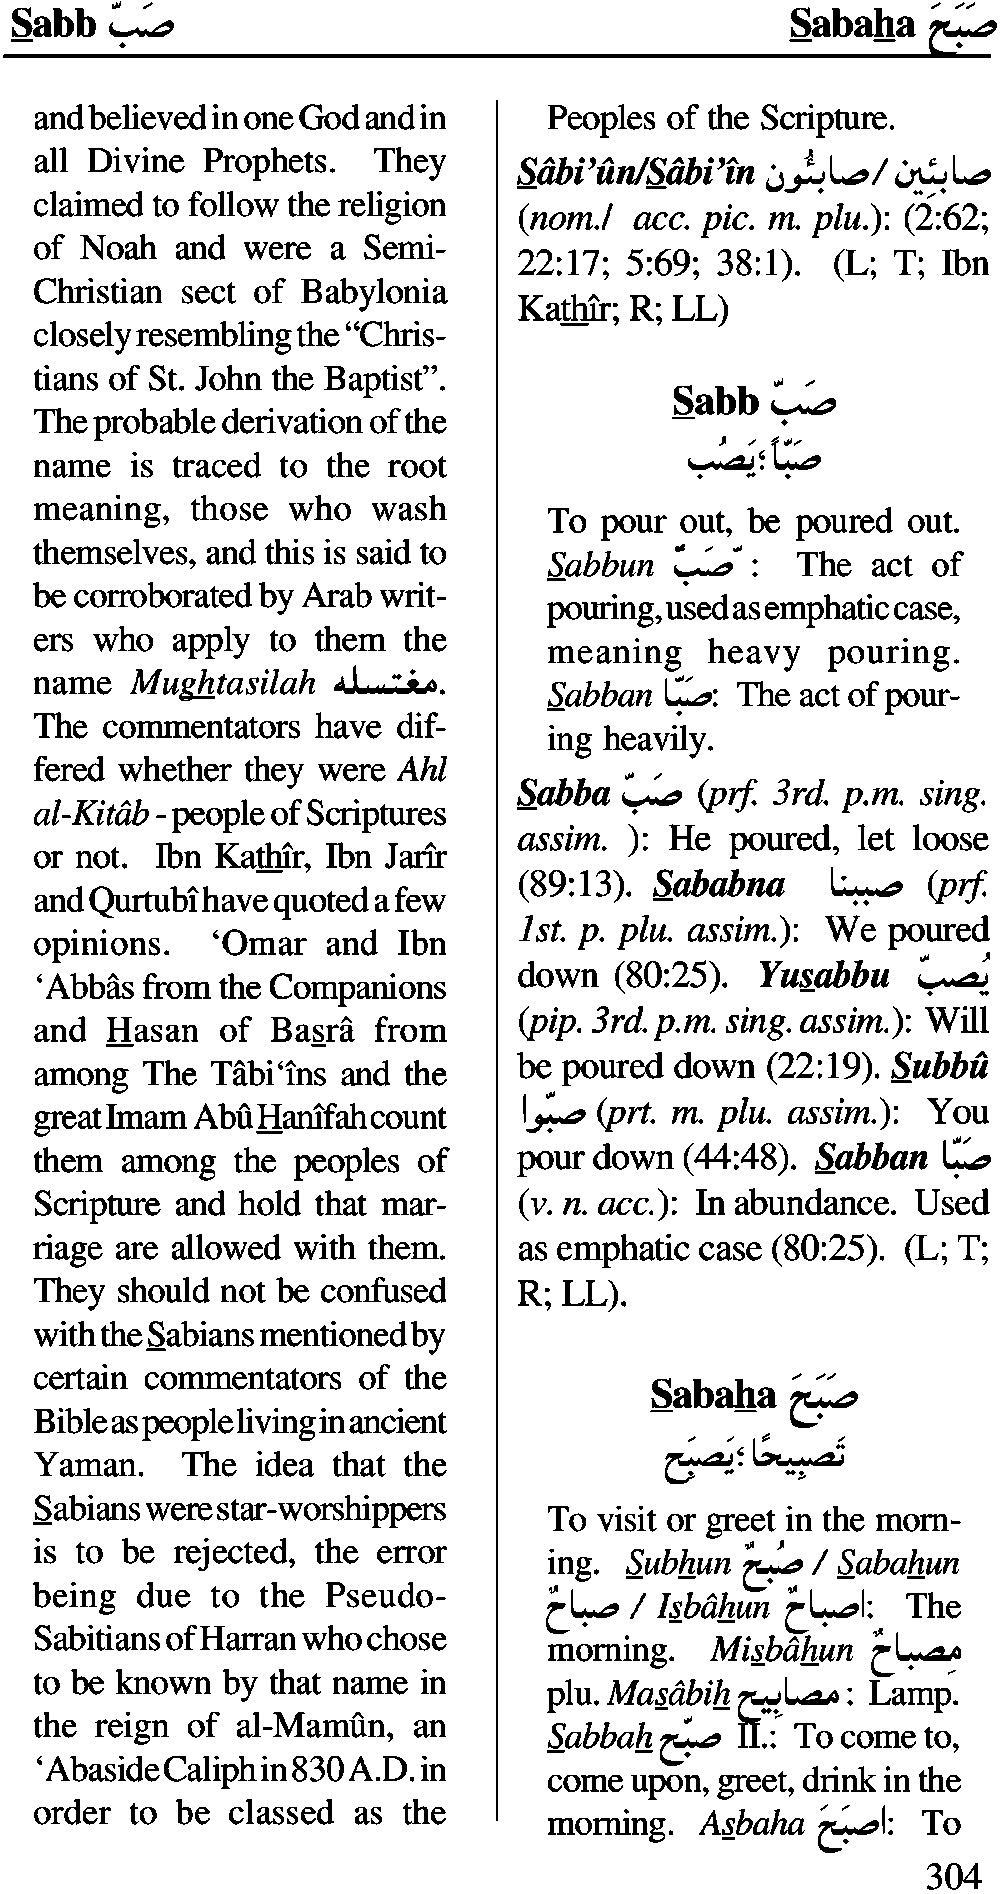 Sabb صَبّ
Sabaha صَبَحَ
and believed in one God and in
all Divine Prophets. They
claimed to follow the religion
of Noah and were a Semi-
Christian sect of Babylonia
closely resembling the “Chris-
tians of St. John the Baptist”.
The probable derivation of the
name is traced to the root
meaning, those who wash
themselves, and this is said to
be corroborated by Arab writ-
ers who apply to them the
name Mughtasilah مغتسله.
The commentators have dif-
fered whether they were Ahl
al-Kitâb - people of Scriptures
or not. Ibn Kathîr, Ibn Jarîr
and Qurtubî have quoted a few
opinions. ‘Omar and Ibn
‘Abbâs from the Companions
and Hasan of Basrâ from
among The Tâbi‘îns and the
great Imam Abû Hanîfah count
them among the peoples of
Scripture and hold that mar-
riage are allowed with them.
They should not be confused
with the Sabians mentioned by
certain commentators of the
Bible as people living in ancient
Yaman. The idea that the
Sabians were star-worshippers
is to be rejected, the error
being due to the Pseudo-
Sabitians of Harran who chose
to be known by that name in
the reign of al-Mamûn, an
‘Abaside Caliph in 830 A.D. in
order to be classed as the
Peoples of the Scripture.
Sâbi’ûn/Sâbi’în صابئُون / صابئِين
(nom./ acc. pic. m. plu.): (2:62;
22:17; 5:69; 38:1). (L; T; Ibn
Kathîr; R; LL)
Sabb صَبّ
صَبّاً؛ يَصُب
To pour out, be poured out.
Sabbun صَبّ : The act of
pouring, used as emphatic case,
meaning heavy pouring.
Sabban صَبّا: The act of pour-
ing heavily.
Sabba صَبّ (prf. 3rd. p.m. sing.
assim. ): He poured, let loose
(89:13). Sababna صببنا (prf.
1st. p. plu. assim.): We poured
down (80:25). Yusabbu يُصبّ
(pip. 3rd. p.m. sing. assim.): Will
be poured down (22:19). Subbû
صبّوا (prt. m. plu. assim.): You
pour down (44:48). Sabban صَبّا
(v. n. acc.): In abundance. Used
as emphatic case (80:25). (L; T;
R; LL).
Sabaha صَبَحَ
تَصبِيحًا؛ يَصبَح
To visit or greet in the morn-
ing. Subhun صُبحٌ / Sabahun
صباحٌ / Isbâhun اصباحٌ: The
morning. Misbâhun مِصباحٌ
plu. Masâbih مصابِيح : Lamp.
Sabbah صبّح II.: To come to,
come upon, greet, drink in the
morning. Asbaha اصبَحَ: To
304